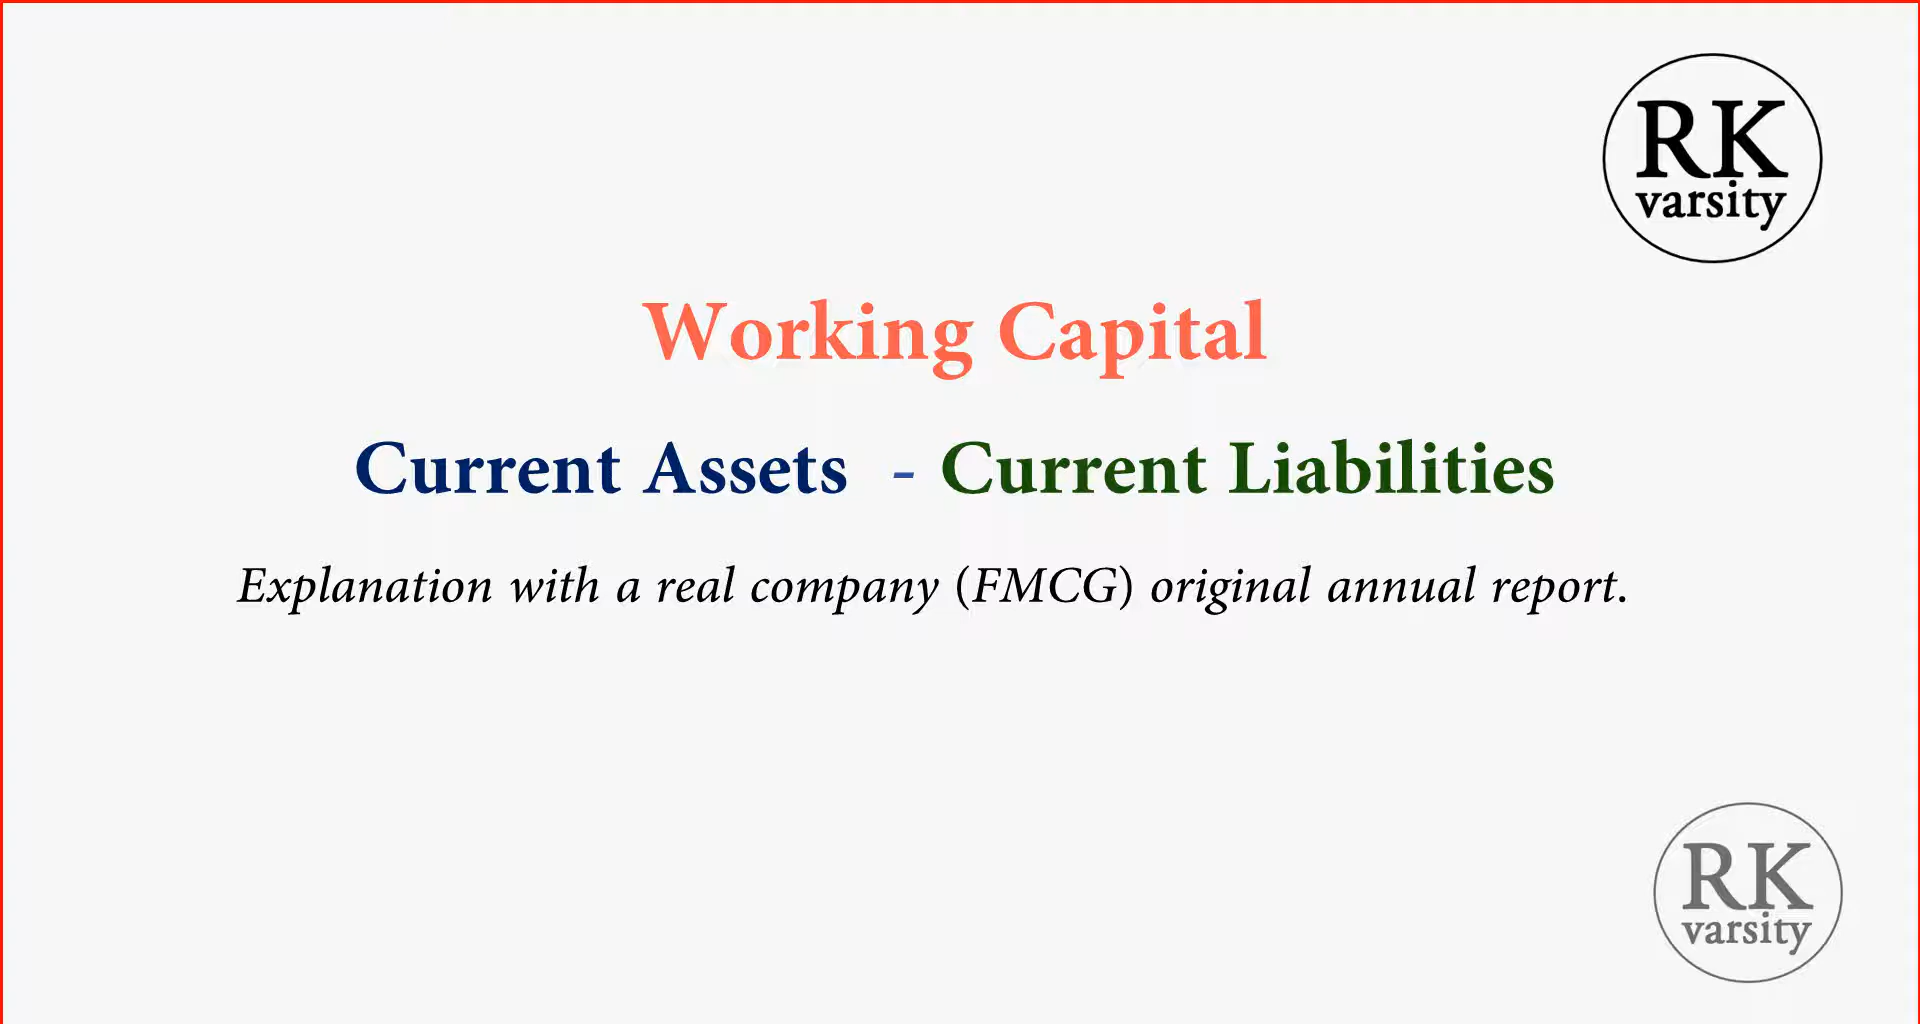 RK
varsity
Working Capital
Current Assets - Current Liabilities
Explanation with a real company (FMCG) original annual report.
RK
varsity